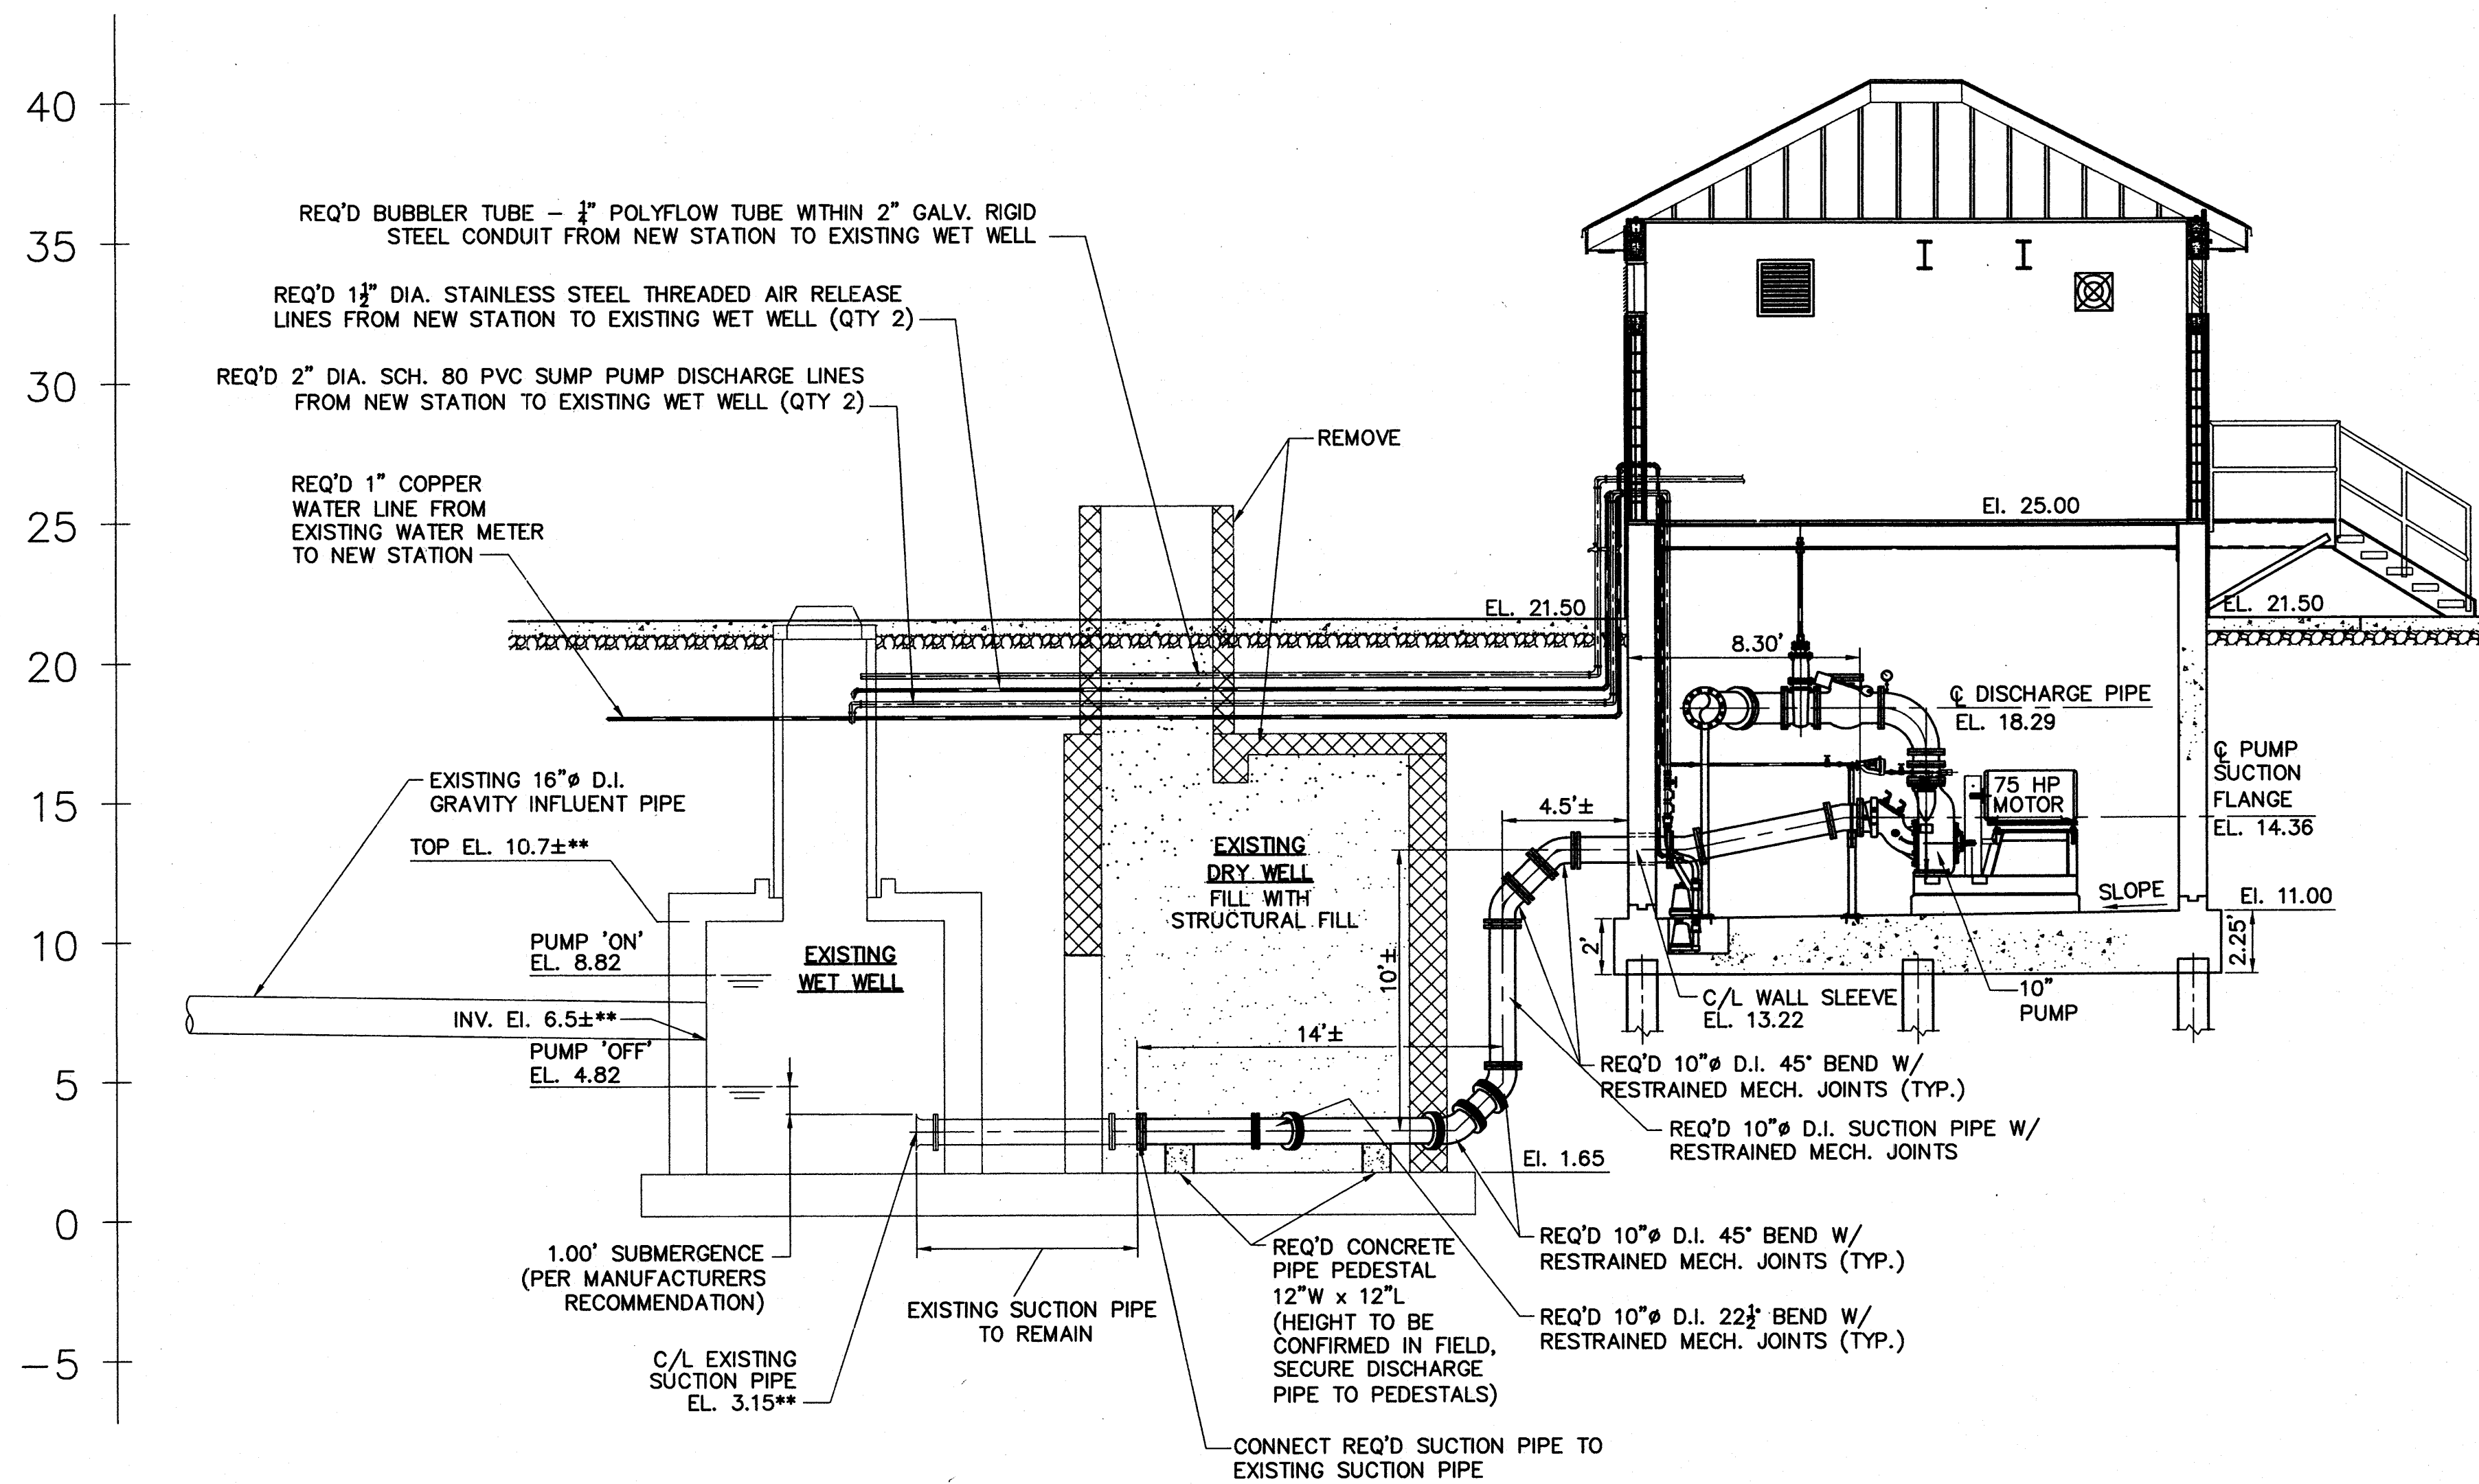 40
35
30
25
20
15
10
5
0
-5
REQ'D BUBBLER TUBE – 1/4" POLYFLOW TUBE WITHIN 2" GALV. RIGID
STEEL CONDUIT FROM NEW STATION TO EXISTING WET WELL
REQ'D 1 1/2" DIA. STAINLESS STEEL THREADED AIR RELEASE
LINES FROM NEW STATION TO EXISTING WET WELL (QTY 2)
REQ'D 2" DIA. SCH. 80 PVC SUMP PUMP DISCHARGE LINES
FROM NEW STATION TO EXISTING WET WELL (QTY 2)
REMOVE
REQ'D 1" COPPER
WATER LINE FROM
EXISTING WATER METER
TO NEW STATION
El. 25.00
EL. 21.50
EL. 21.50
8.30'
℄ DISCHARGE PIPE
EL. 18.29
℄ PUMP
SUCTION
FLANGE
EL. 14.36
75 HP
MOTOR
EXISTING 16"ø D.I.
GRAVITY INFLUENT PIPE
TOP EL. 10.7±**
4.5'±
EXISTING
DRY WELL
FILL WITH
STRUCTURAL FILL
SLOPE
El. 11.00
2'
2.25'
PUMP 'ON'
EL. 8.82
EXISTING
WET WELL
10'±
C/L WALL SLEEVE
EL. 13.22
10"
PUMP
INV. El. 6.5±**
14'±
PUMP 'OFF'
EL. 4.82
REQ'D 10"ø D.I. 45° BEND W/
RESTRAINED MECH. JOINTS (TYP.)
REQ'D 10"ø D.I. SUCTION PIPE W/
RESTRAINED MECH. JOINTS
El. 1.65
1.00' SUBMERGENCE
(PER MANUFACTURERS
RECOMMENDATION)
EXISTING SUCTION PIPE
TO REMAIN
REQ'D CONCRETE
PIPE PEDESTAL
12"W x 12"L
(HEIGHT TO BE
CONFIRMED IN FIELD,
SECURE DISCHARGE
PIPE TO PEDESTALS)
REQ'D 10"ø D.I. 45° BEND W/
RESTRAINED MECH. JOINTS (TYP.)
REQ'D 10"ø D.I. 22 1/2° BEND W/
RESTRAINED MECH. JOINTS (TYP.)
C/L EXISTING
SUCTION PIPE
EL. 3.15**
CONNECT REQ'D SUCTION PIPE TO
EXISTING SUCTION PIPE